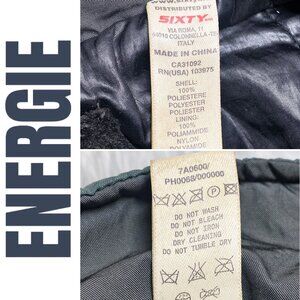 ENERGIE
DISTRIBUTED BY
SIXTY
VIA ROMA, 11
COLONNELLA
ITALY
MADE IN CHINA
CA31092
RN(USA) 103975
SHELL:
100%
POLIESTERE
POLYESTER
LINING:
100%
POLIAMMIDE
NYLON
POLYAMIDE
7A0600/
PH0068/000000
P
DO NOT WASH
DO NOT BLEACH
DO NOT IRON
DRY CLEANING
DO NOT TUMBLE DRY